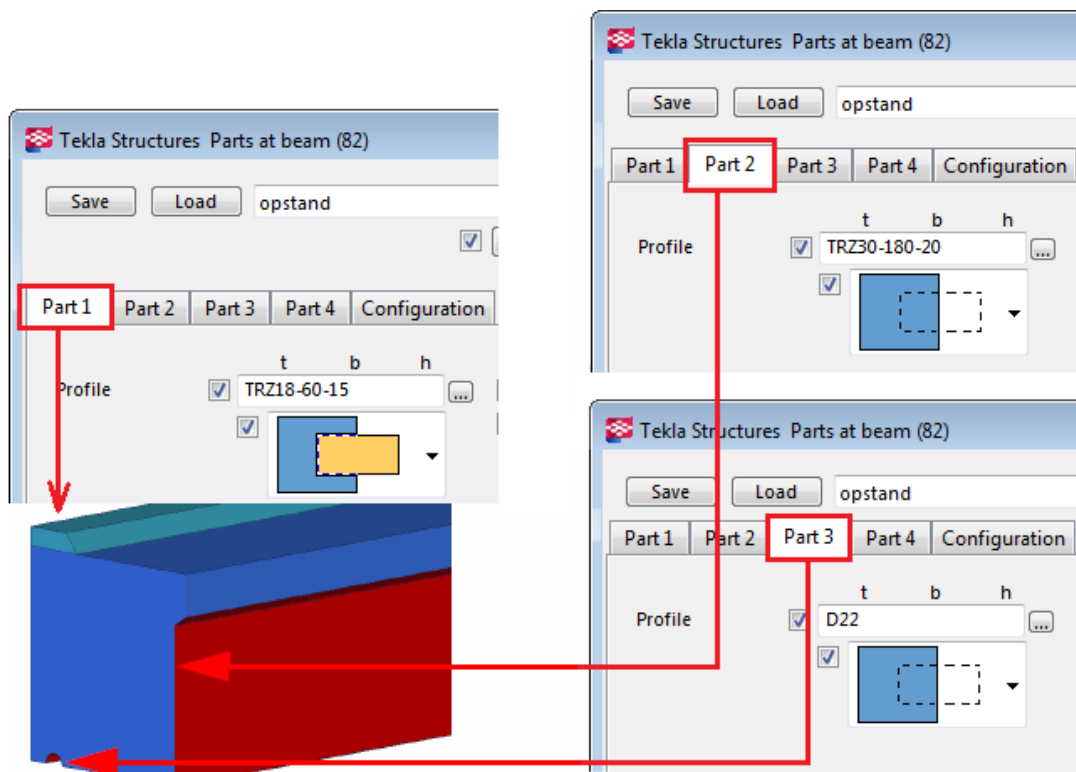 Tekla Structures Parts at beam (82)
Save Load opstand
Part 1 Part 2 Part 3 Part 4 Configuration
t b h
Profile TRZ18-60-15 ...
Tekla Structures Parts at beam (82)
Save Load opstand
Part 1 Part 2 Part 3 Part 4 Configuration
t b h
Profile TRZ30-180-20 ...
Tekla Structures Parts at beam (82)
Save Load opstand
Part 1 Part 2 Part 3 Part 4 Configuration
t b h
Profile D22 ...